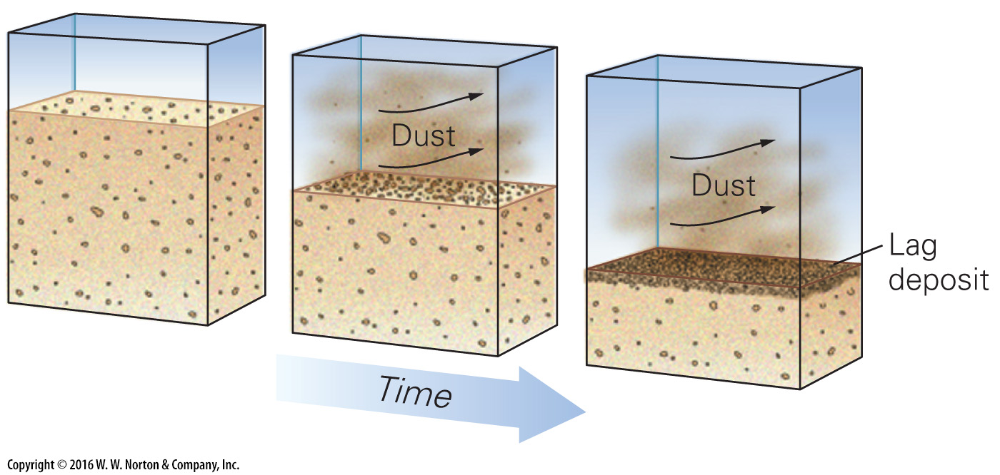 Dust
Dust
Lag
deposit
Time
Copyright © 2016 W. W. Norton & Company, Inc.